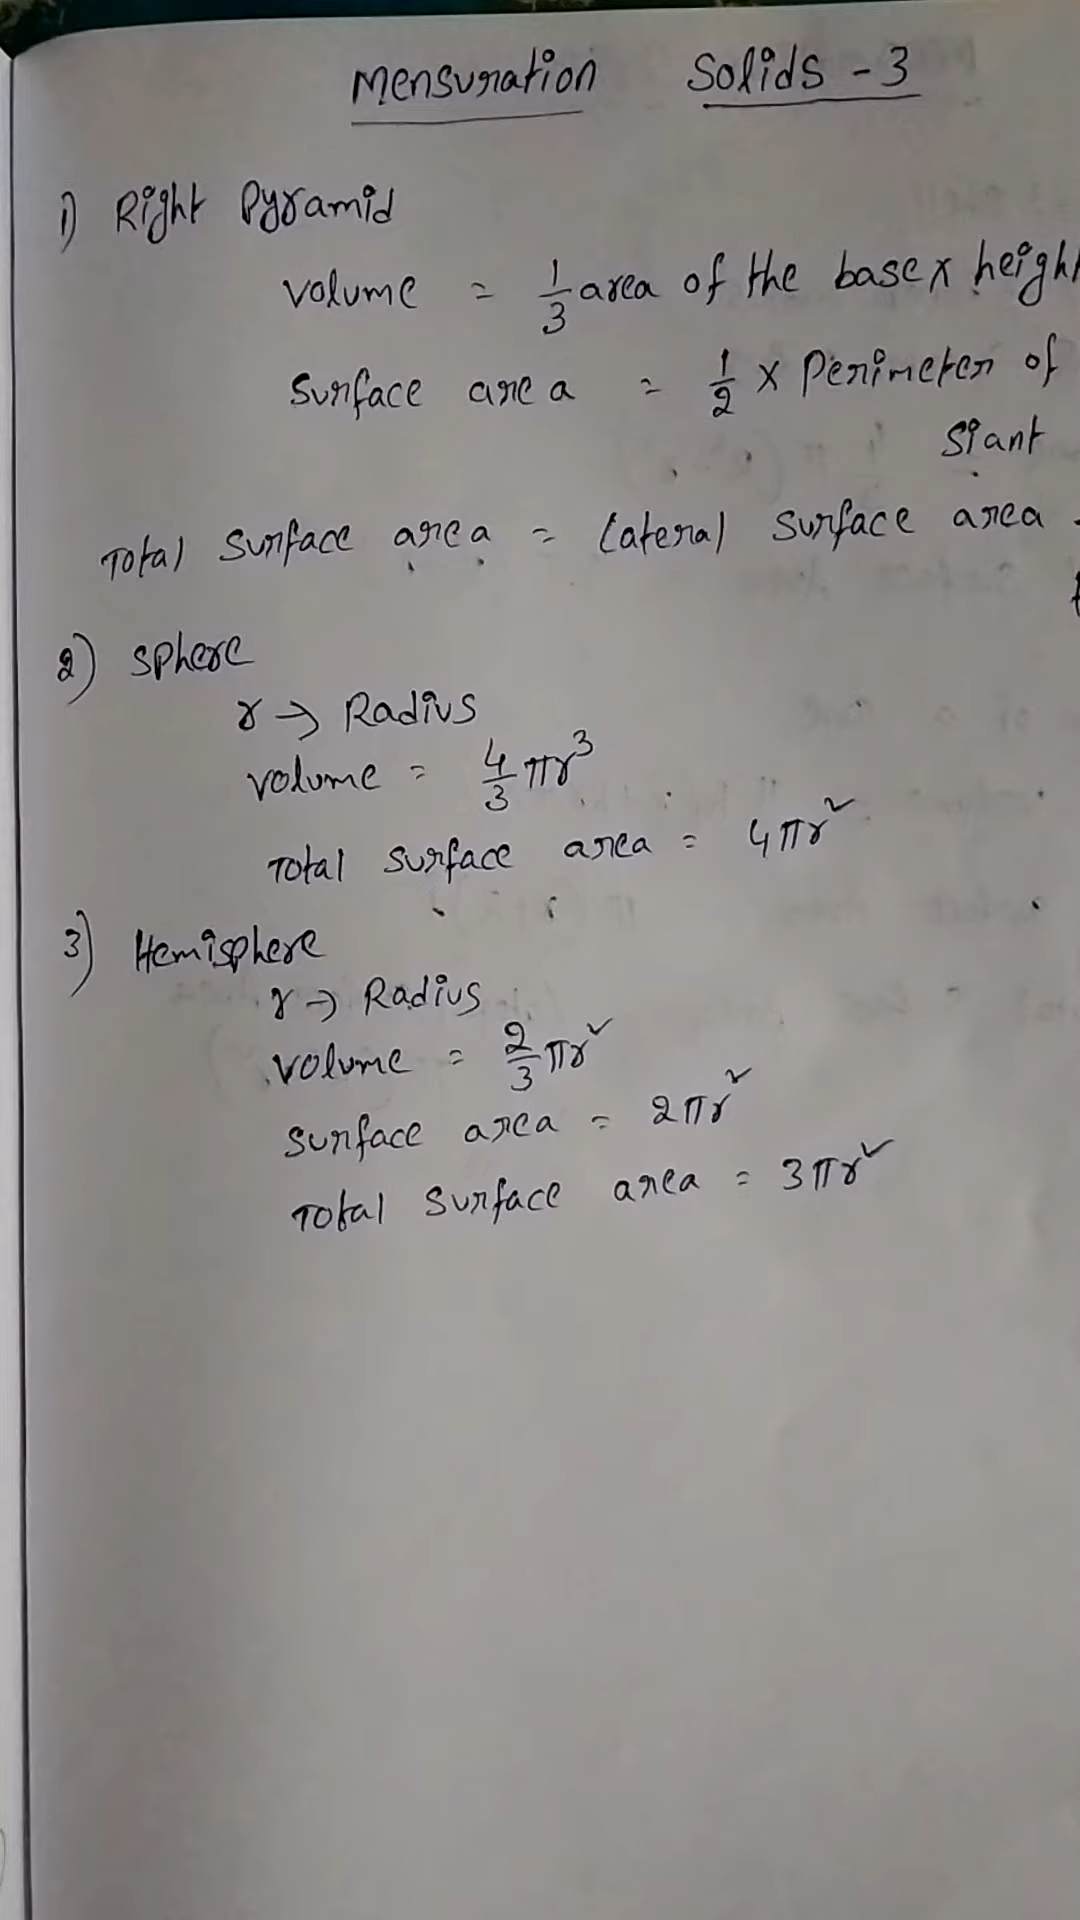 Mensuration Solids - 3
1) Right Pyramid
volume = 1/3 area of the base x height
Surface area = 1/2 x Perimeter of
Slant
Total Surface area = Lateral Surface area
2) Sphere
r → Radius
volume = 4/3 πr³
Total Surface area = 4πr²
3) Hemisphere
r → Radius
volume = 2/3 πr²
Surface area = 2πr²
Total Surface area = 3πr²